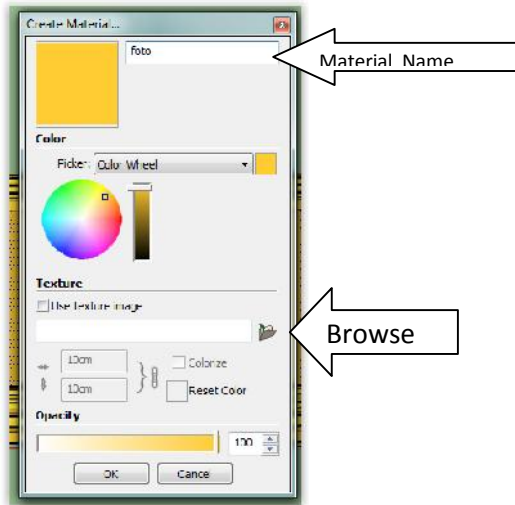 Create Material...
foto
Material Name
Color
Picker: Color Wheel
Texture
Use texture image
Browse
10cm
Colorize
10cm
Reset Color
Opacity
100
OK
Cancel